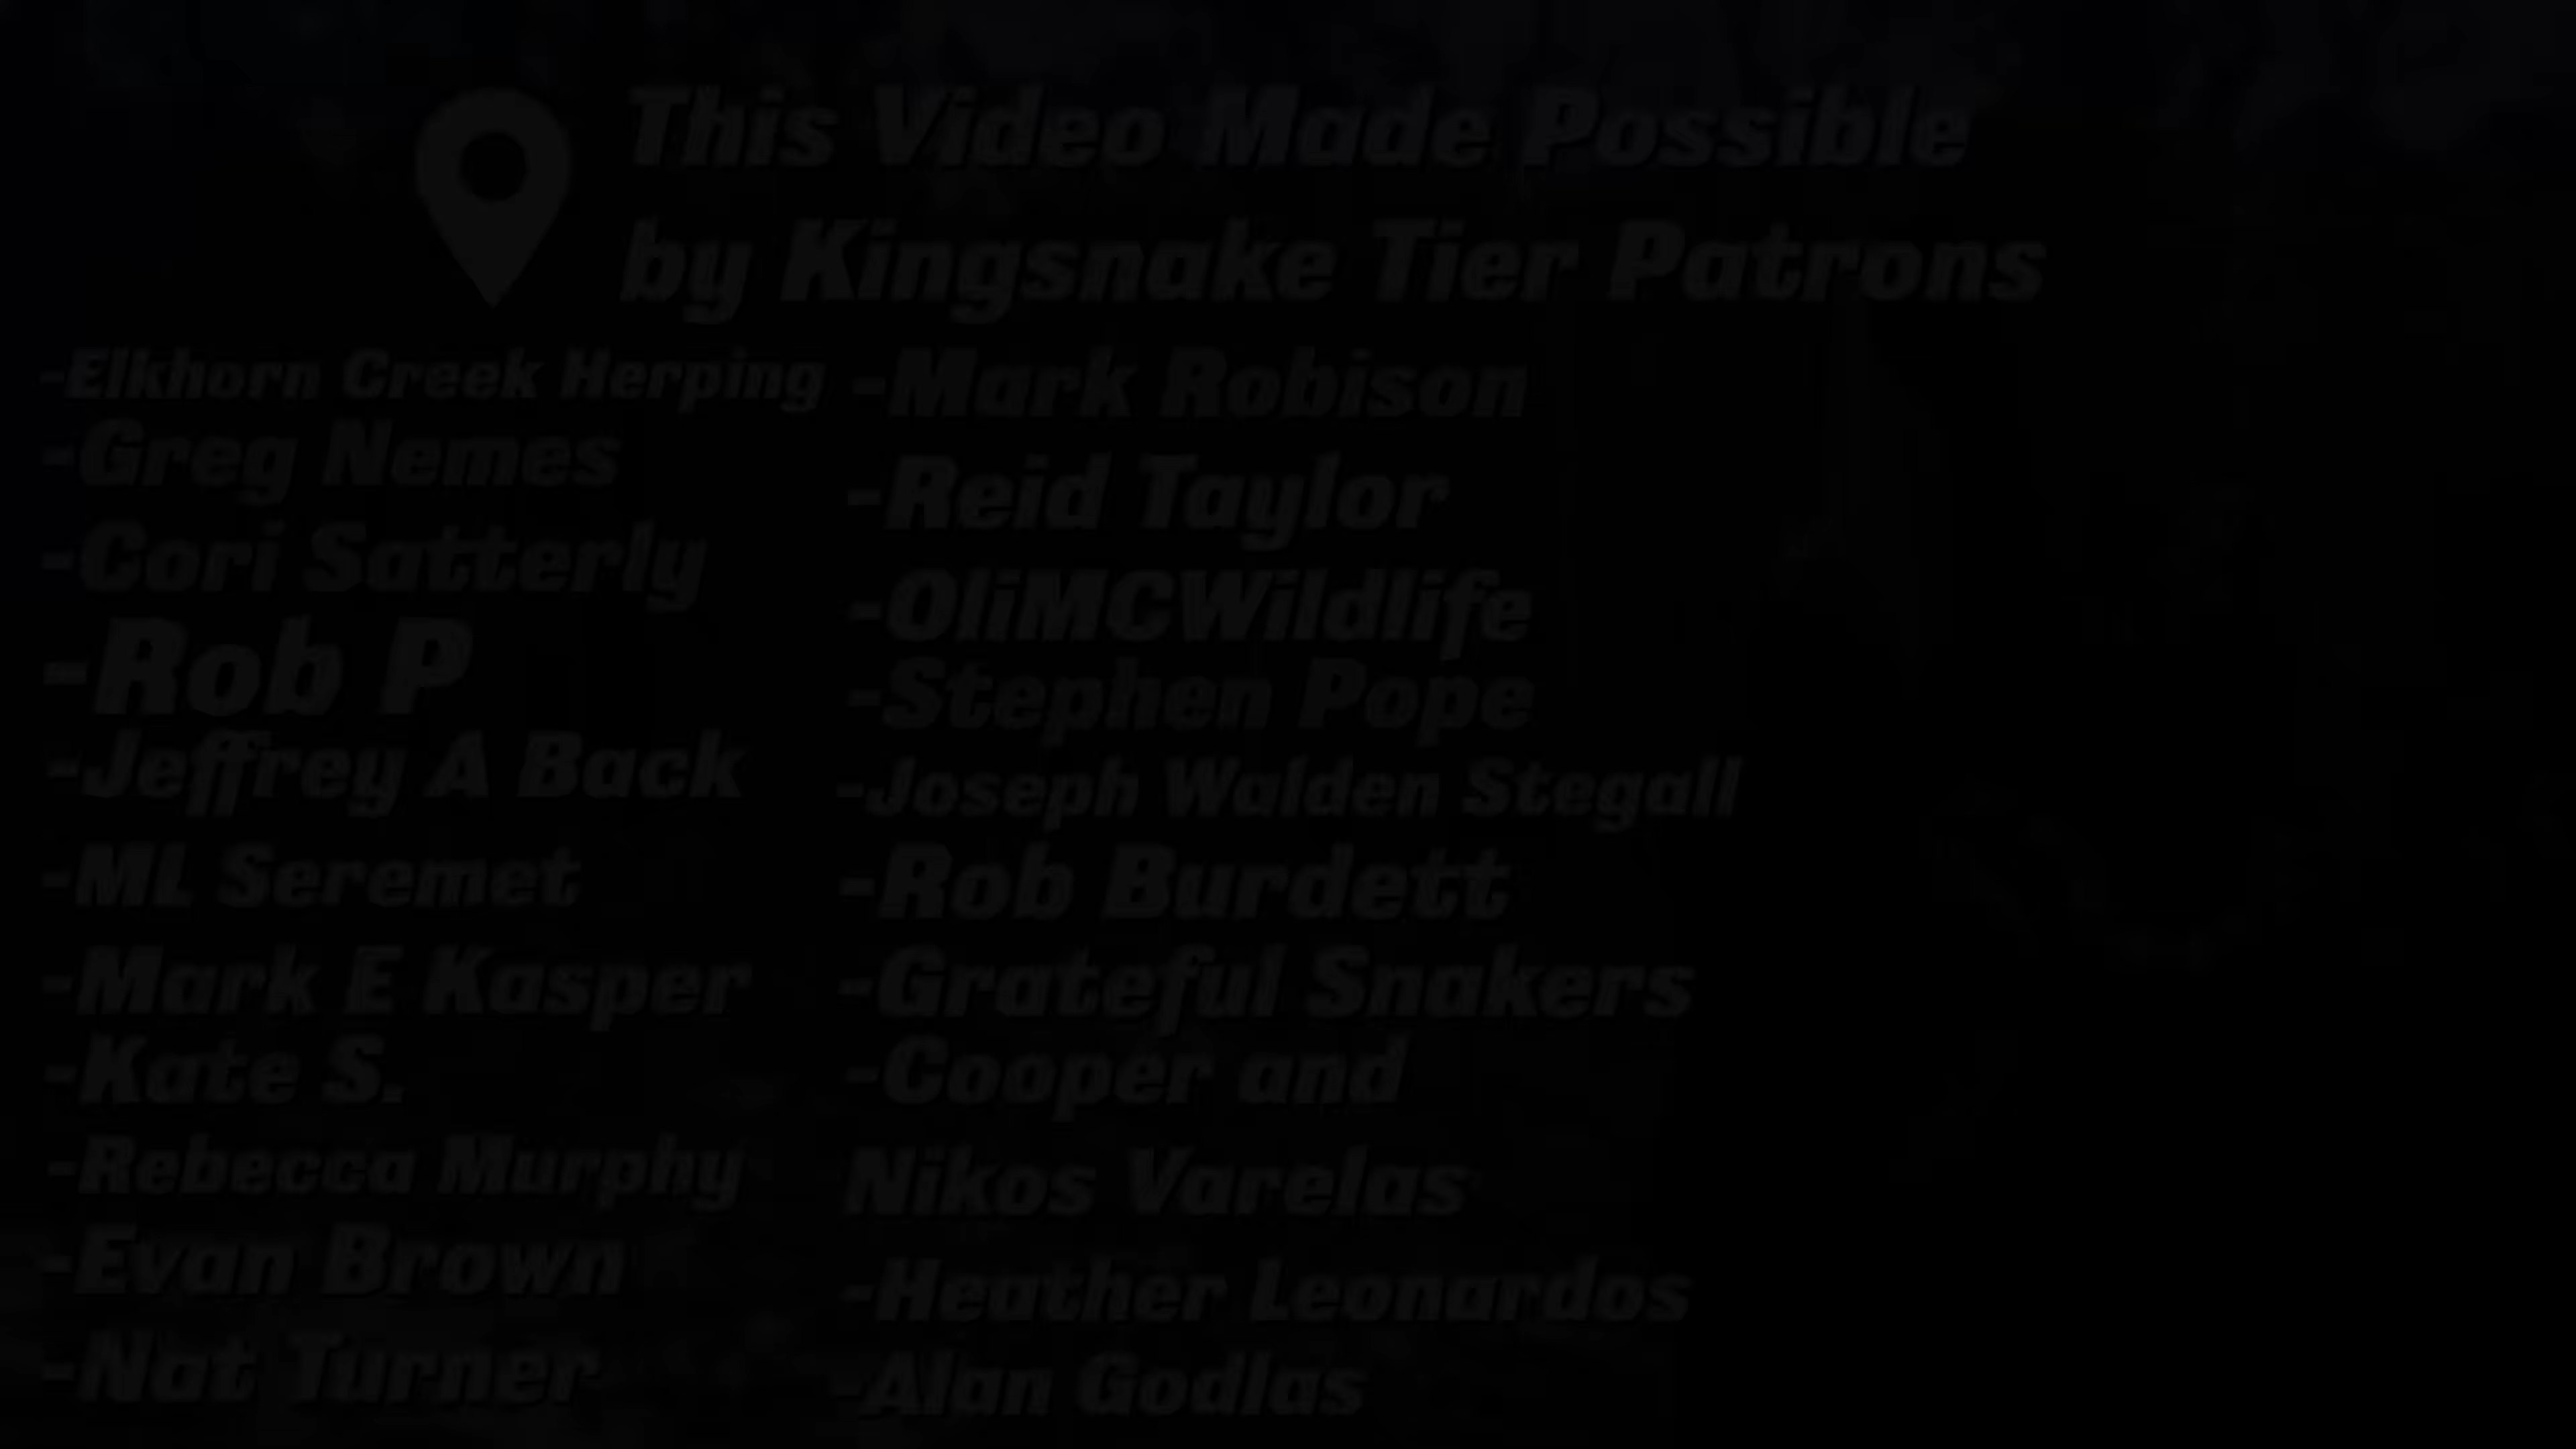 This Video Made Possible
by Kingsnake Tier Patrons
-Elkhorn Creek Herping
-Greg Nemes
-Cori Satterly
-Rob P
-Jeffrey A Back
-ML Seremet
-Mark E Kasper
-Kate S.
-Rebecca Murphy
-Evan Brown
-Nat Turner
-Mark Robison
-Reid Taylor
-OliMCWildlife
-Stephen Pope
-Joseph Walden Stegall
-Rob Burdett
-Grateful Snakers
-Cooper and
Nikos Varelas
-Heather Leonardos
-Alan Godlas